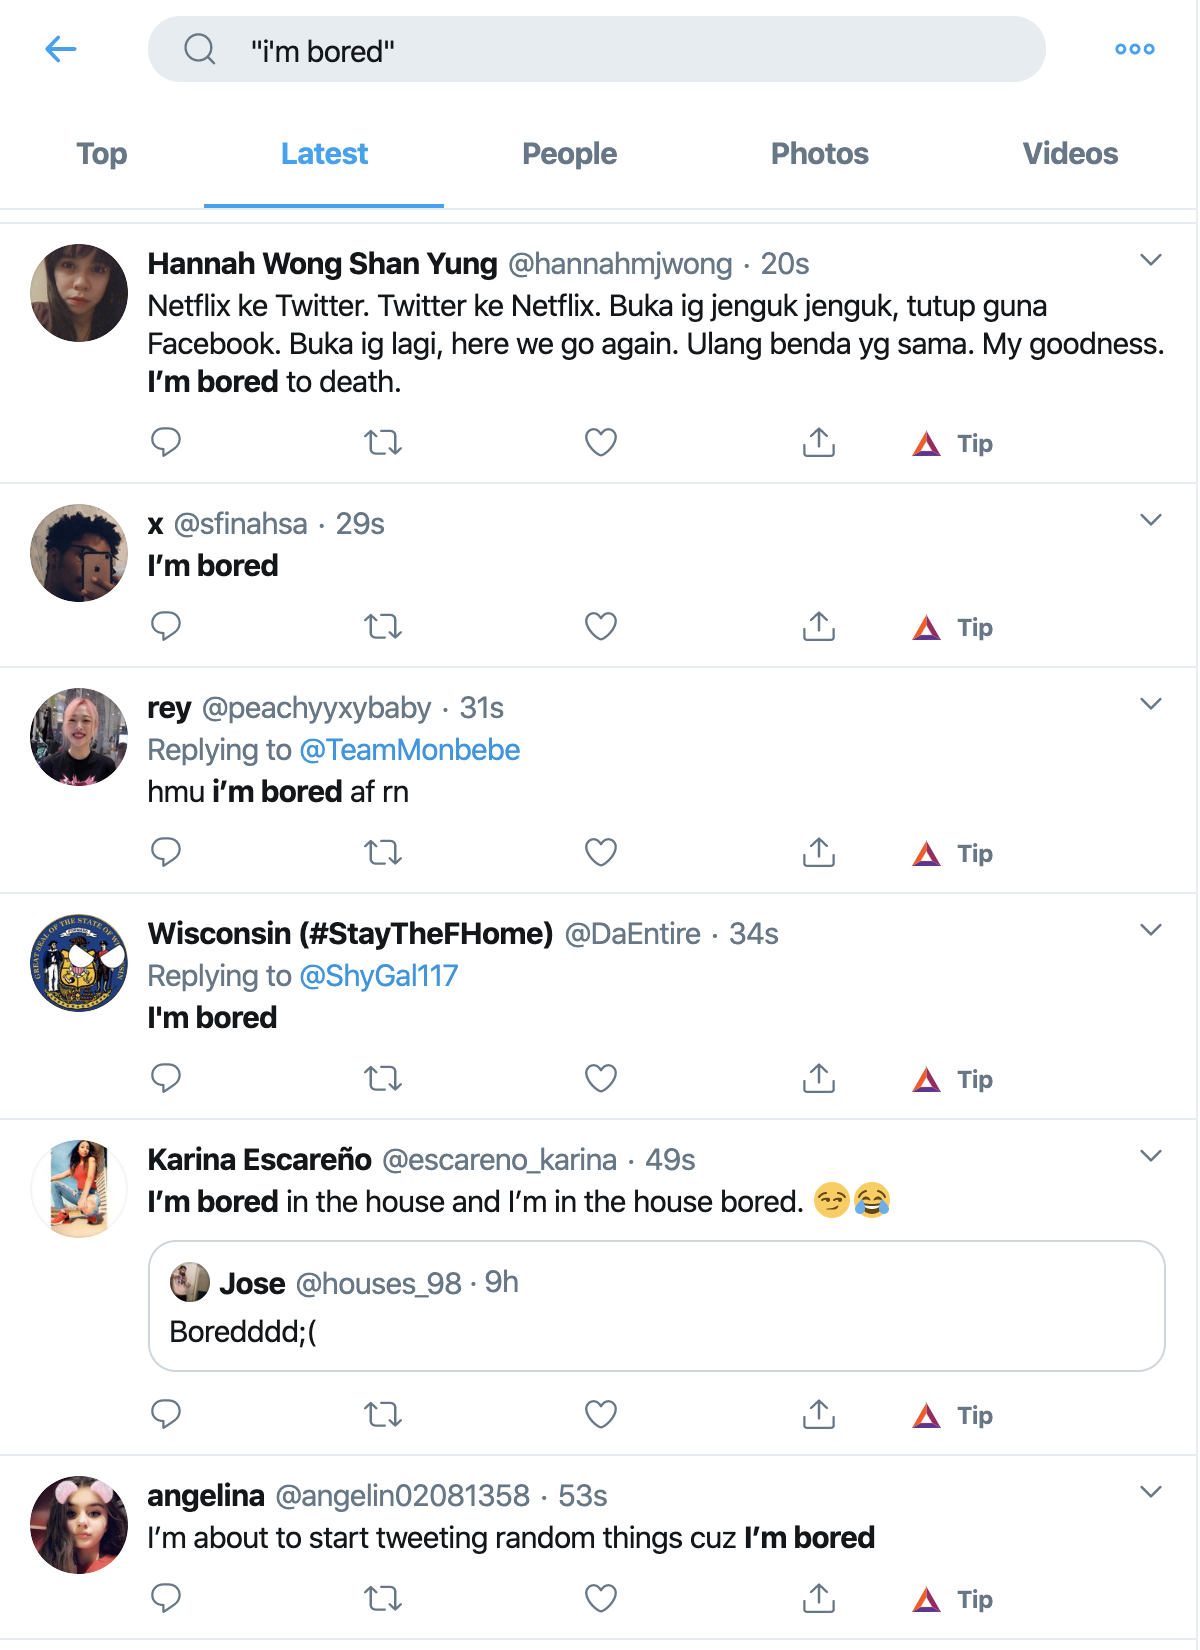 "i'm bored"
Top
Latest
People
Photos
Videos
Hannah Wong Shan Yung @hannahmjwong · 20s
Netflix ke Twitter. Twitter ke Netflix. Buka ig jenguk jenguk, tutup guna
Facebook. Buka ig lagi, here we go again. Ulang benda yg sama. My goodness.
I’m bored to death.
Tip
x @sfinahsa · 29s
I’m bored
Tip
rey @peachyyxybaby · 31s
Replying to @TeamMonbebe
hmu i’m bored af rn
Tip
Wisconsin (#StayTheFHome) @DaEntire · 34s
Replying to @ShyGal117
I'm bored
Tip
Karina Escareño @escareno_karina · 49s
I’m bored in the house and I’m in the house bored. 😏😂
Jose @houses_98 · 9h
Boredddd;(
Tip
angelina @angelin02081358 · 53s
I’m about to start tweeting random things cuz I’m bored
Tip